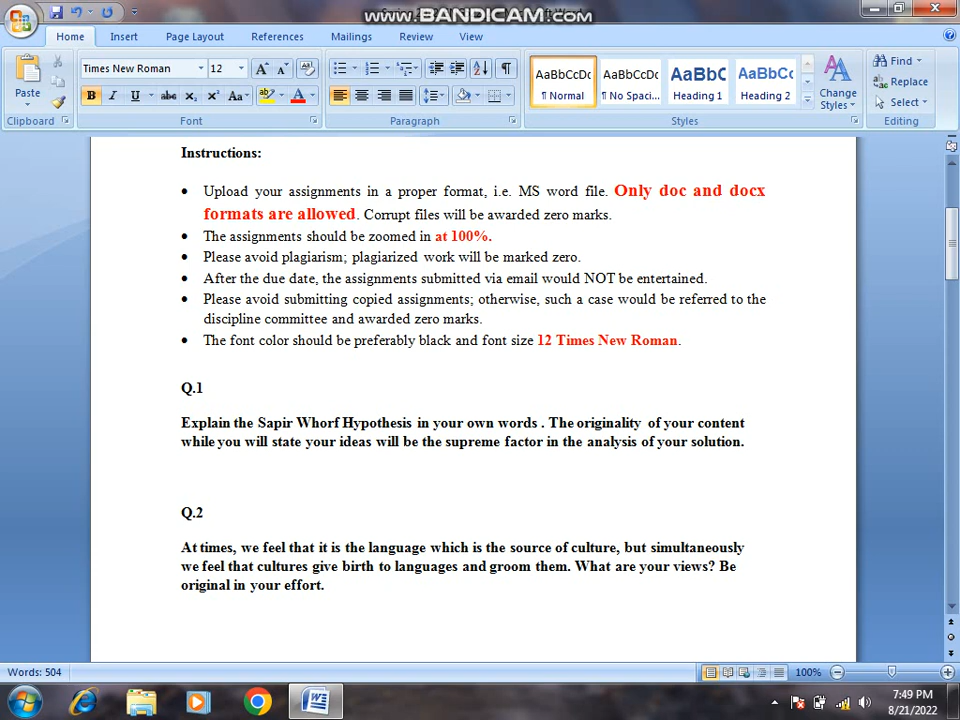 www.BANDICAM.com
Home Insert Page Layout References Mailings Review View
Times New Roman 12
Paste
Clipboard Font Paragraph Styles Editing
AaBbCcDc AaBbCcDc AaBbC AaBbCc
¶ Normal ¶ No Spaci... Heading 1 Heading 2
Change
Styles
Find
Replace
Select
Instructions:
• Upload your assignments in a proper format, i.e. MS word file. Only doc and docx
formats are allowed. Corrupt files will be awarded zero marks.
• The assignments should be zoomed in at 100%.
• Please avoid plagiarism; plagiarized work will be marked zero.
• After the due date, the assignments submitted via email would NOT be entertained.
• Please avoid submitting copied assignments; otherwise, such a case would be referred to the
discipline committee and awarded zero marks.
• The font color should be preferably black and font size 12 Times New Roman.
Q.1
Explain the Sapir Whorf Hypothesis in your own words . The originality of your content
while you will state your ideas will be the supreme factor in the analysis of your solution.
Q.2
At times, we feel that it is the language which is the source of culture, but simultaneously
we feel that cultures give birth to languages and groom them. What are your views? Be
original in your effort.
Words: 504
100%
7:49 PM
8/21/2022